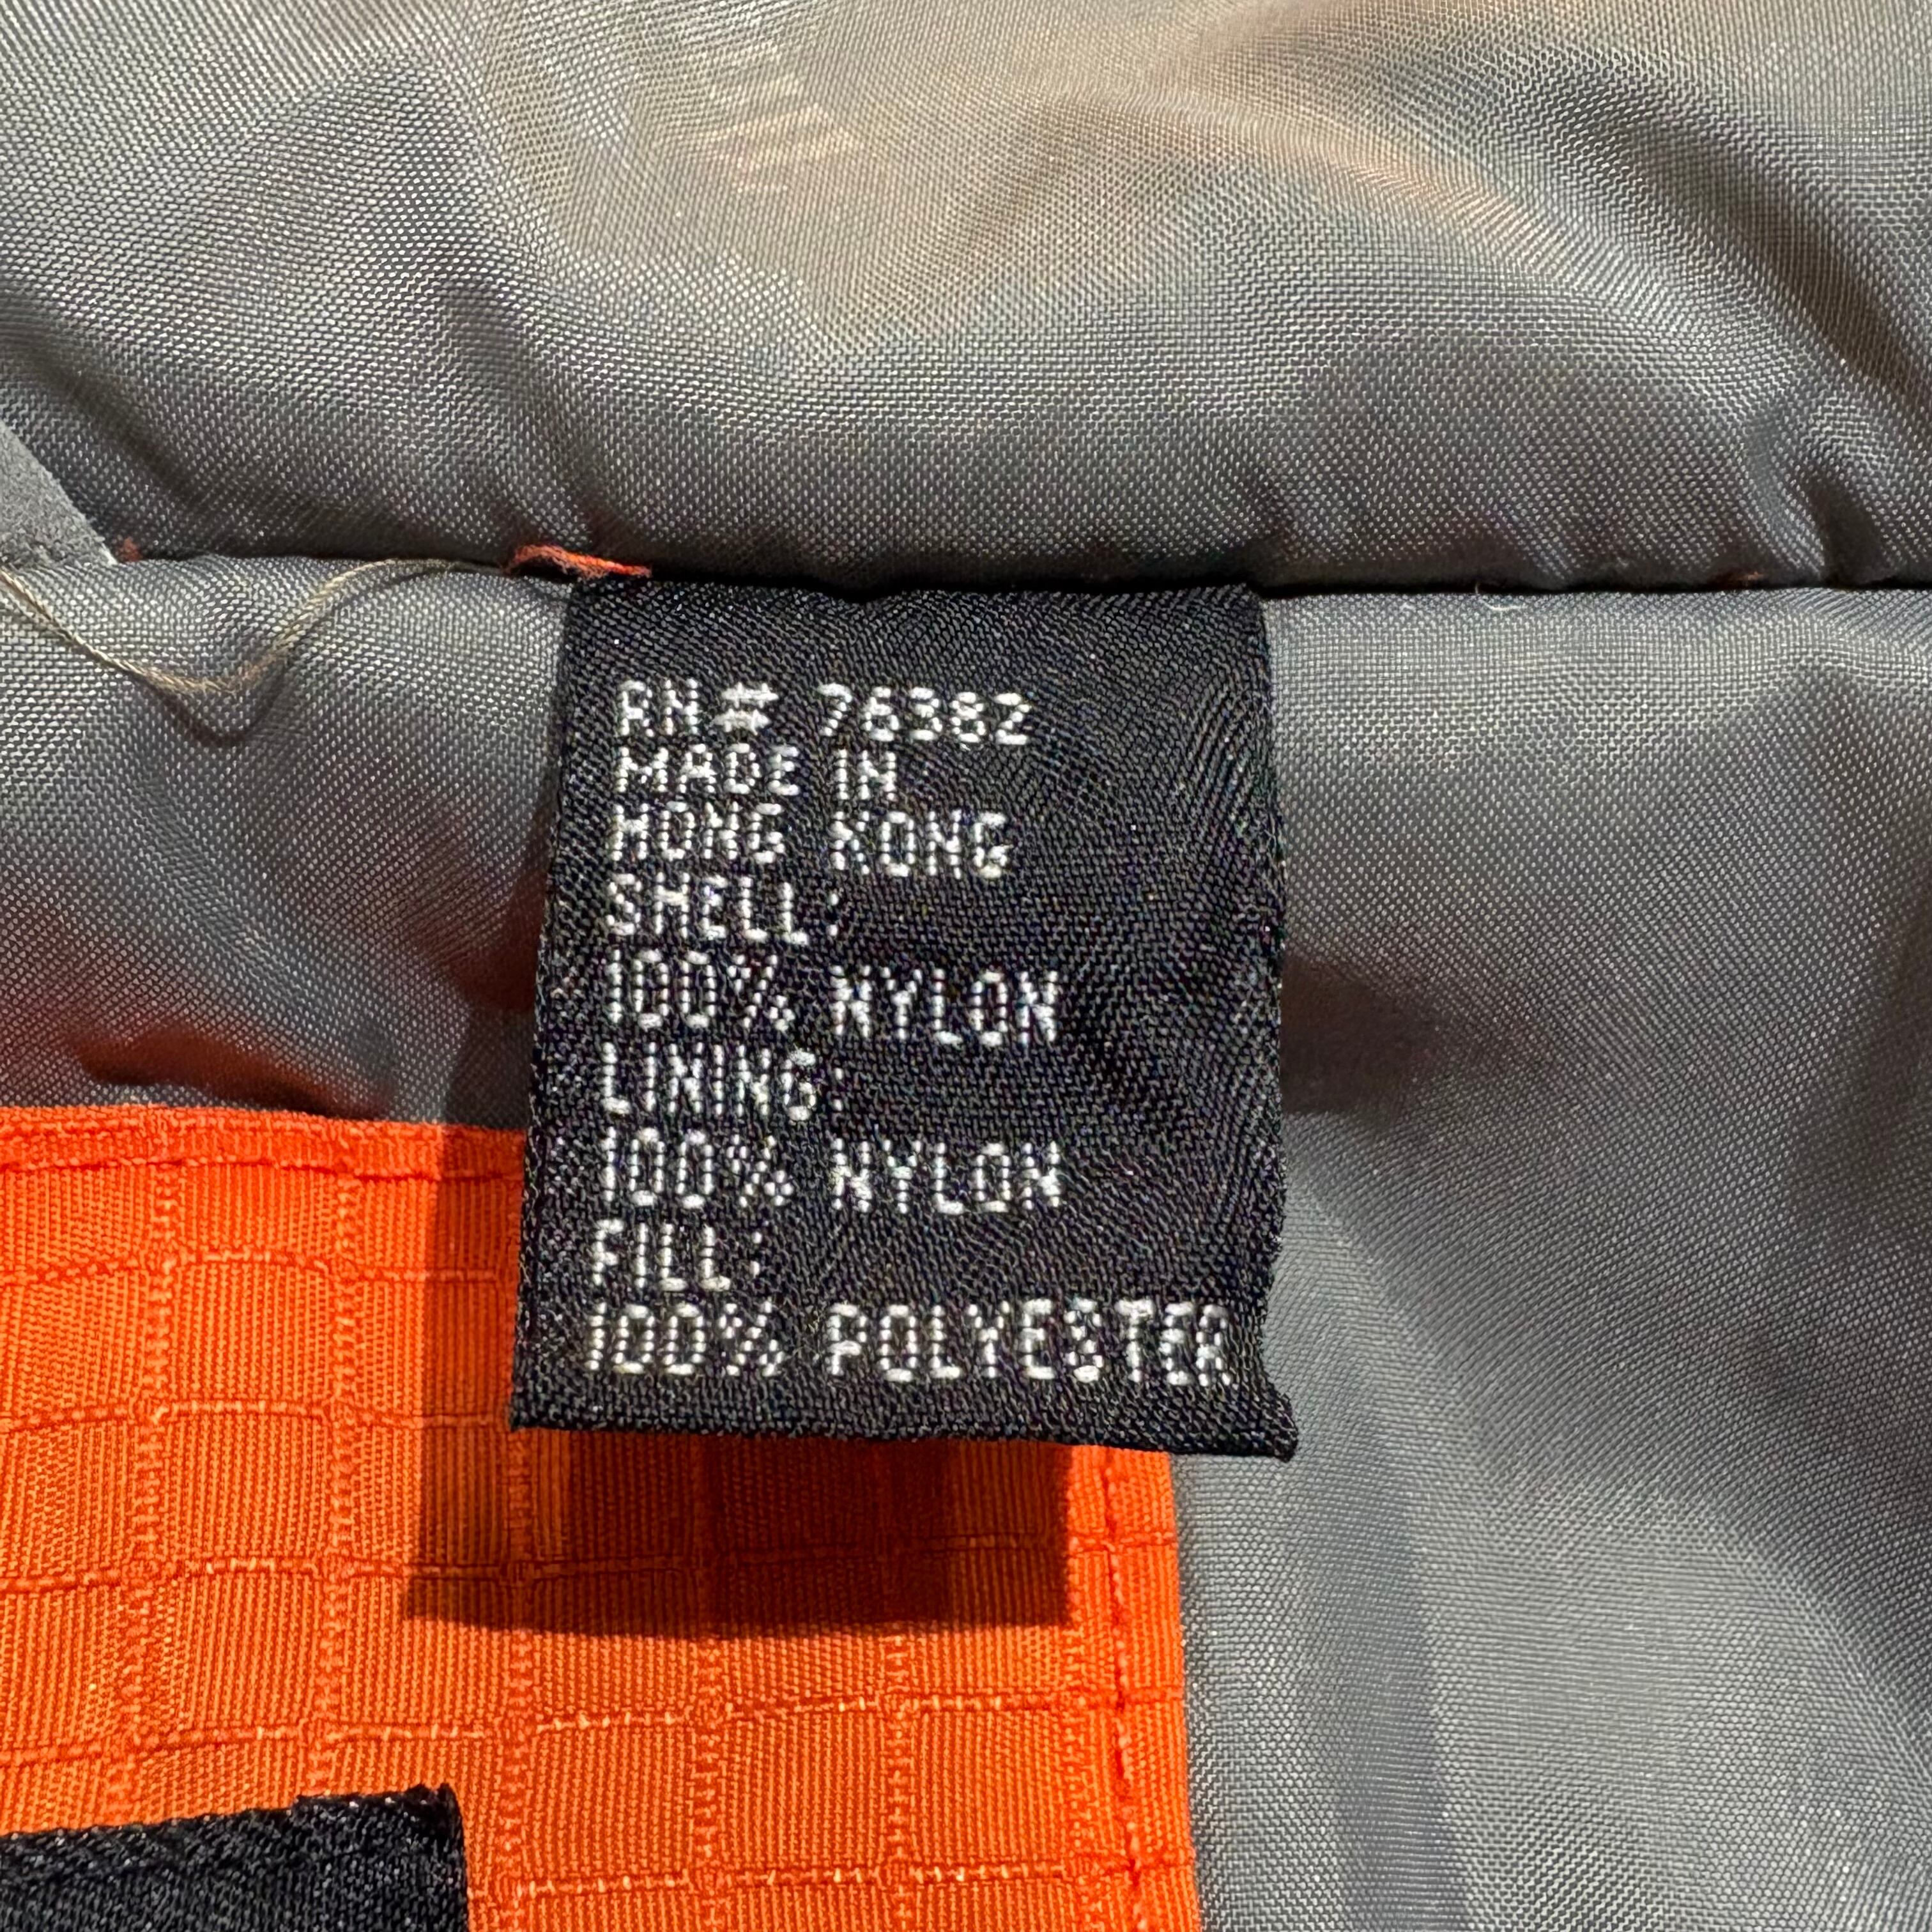 RN# 76382
MADE IN
HONG KONG
SHELL:
100% NYLON
LINING:
100% NYLON
FILL:
100% POLYESTER